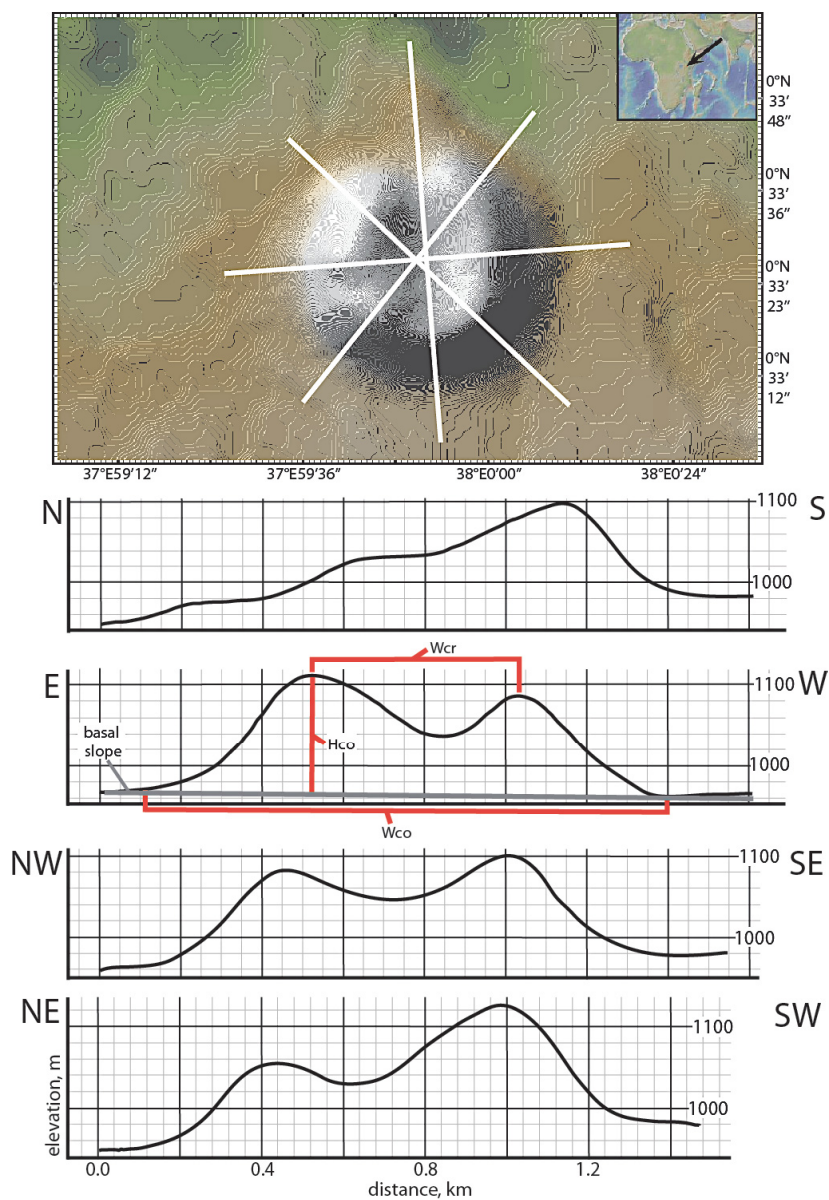 0°N
33′
48″
0°N
33′
36″
0°N
33′
23″
0°N
33′
12″
37°E59′12″ 37°E59′36″ 38°E0′00″ 38°E0′24″
N 1100 S
1000
Wcr
E 1100 W
basal
slope
Hco
1000
Wco
NW 1100 SE
1000
NE 1100 SW
1000
elevation, m
0.0 0.4 0.8 1.2
distance, km